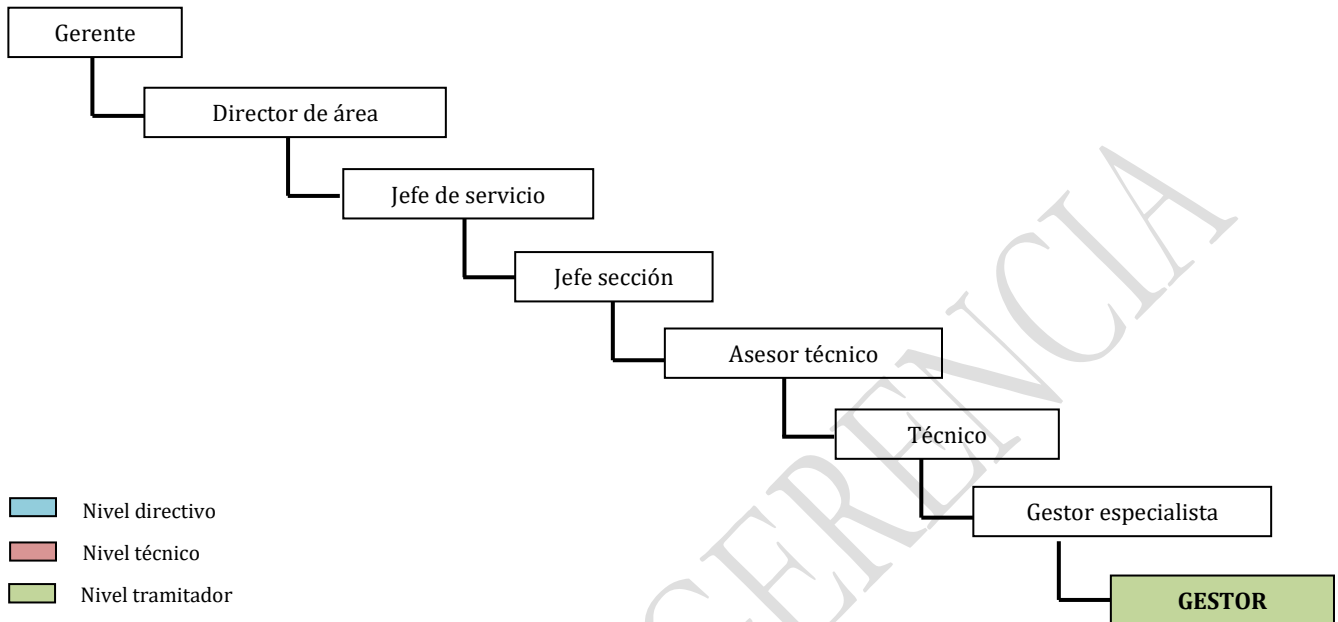 Gerente
Director de área
Jefe de servicio
Jefe sección
Asesor técnico
Técnico
Gestor especialista
GESTOR
Nivel directivo
Nivel técnico
Nivel tramitador
GERENCIA